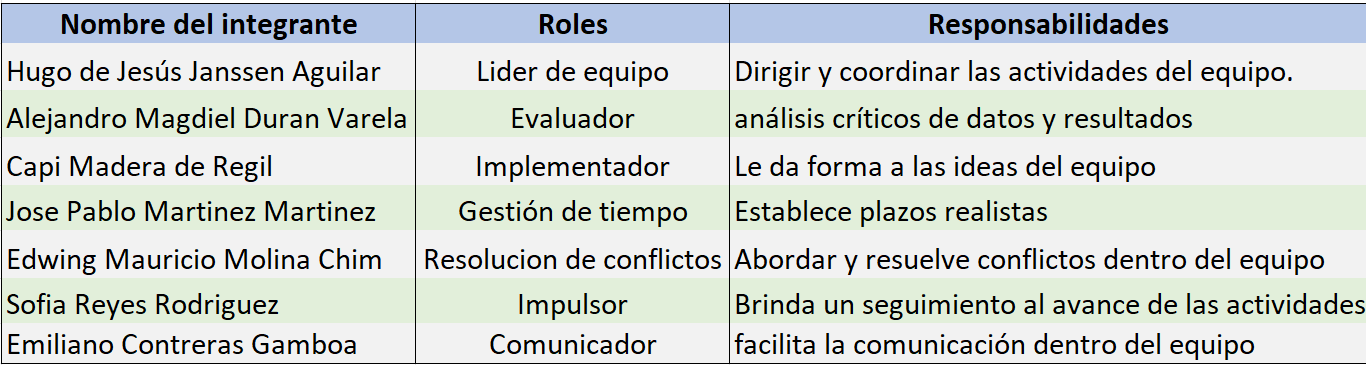 Nombre del integrante Roles Responsabilidades
Hugo de Jesús Janssen Aguilar Lider de equipo Dirigir y coordinar las actividades del equipo.
Alejandro Magdiel Duran Varela Evaluador análisis críticos de datos y resultados
Capi Madera de Regil Implementador Le da forma a las ideas del equipo
Jose Pablo Martinez Martinez Gestión de tiempo Establece plazos realistas
Edwing Mauricio Molina Chim Resolucion de conflictos Abordar y resuelve conflictos dentro del equipo
Sofia Reyes Rodriguez Impulsor Brinda un seguimiento al avance de las actividades
Emiliano Contreras Gamboa Comunicador facilita la comunicación dentro del equipo